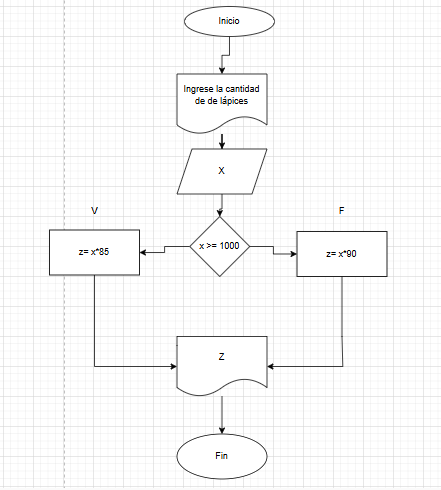 Inicio
Ingrese la cantidad
de de lápices
X
V
F
x >= 1000
z= x*85
z= x*90
Z
Fin